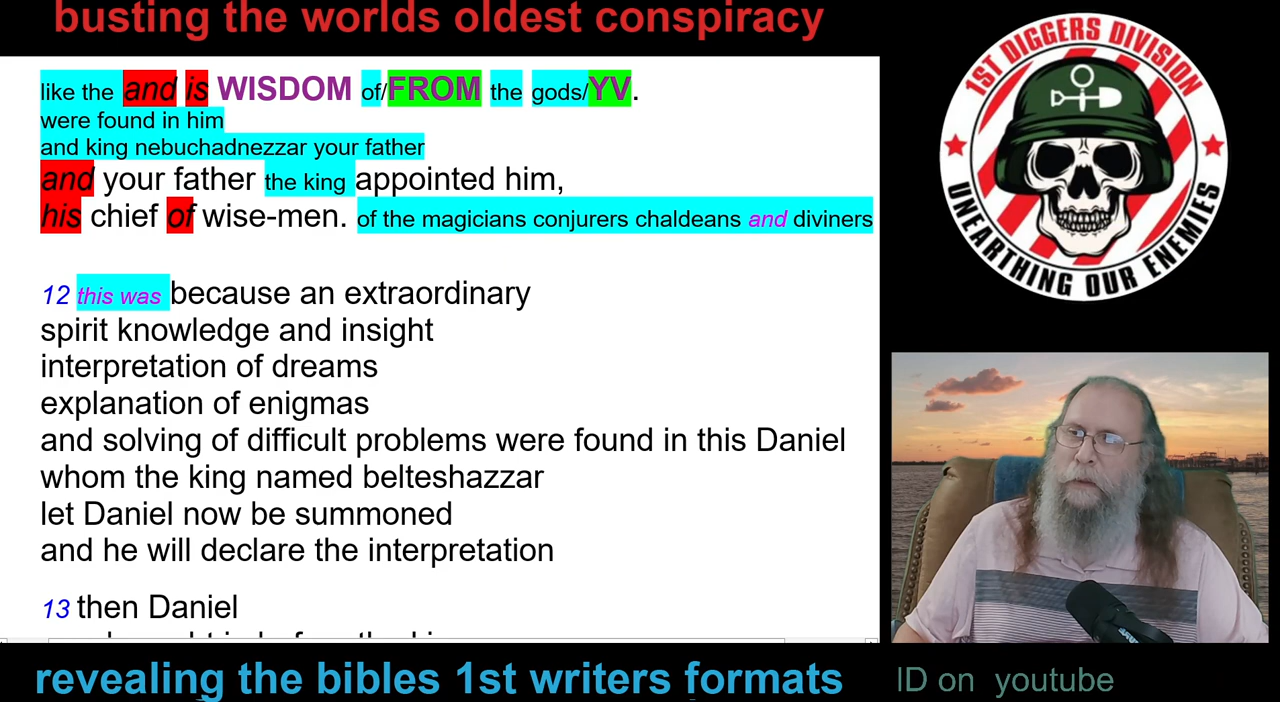 busting the worlds oldest conspiracy
like the and is WISDOM of/FROM the gods/YV.
were found in him
and king nebuchadnezzar your father
and your father the king appointed him,
his chief of wise-men. of the magicians conjurers chaldeans and diviners
12 this was because an extraordinary
spirit knowledge and insight
interpretation of dreams
explanation of enigmas
and solving of difficult problems were found in this Daniel
whom the king named belteshazzar
let Daniel now be summoned
and he will declare the interpretation
13 then Daniel
revealing the bibles 1st writers formats
1ST DIGGERS DIVISION
UNEARTHING OUR ENEMIES
ID on youtube